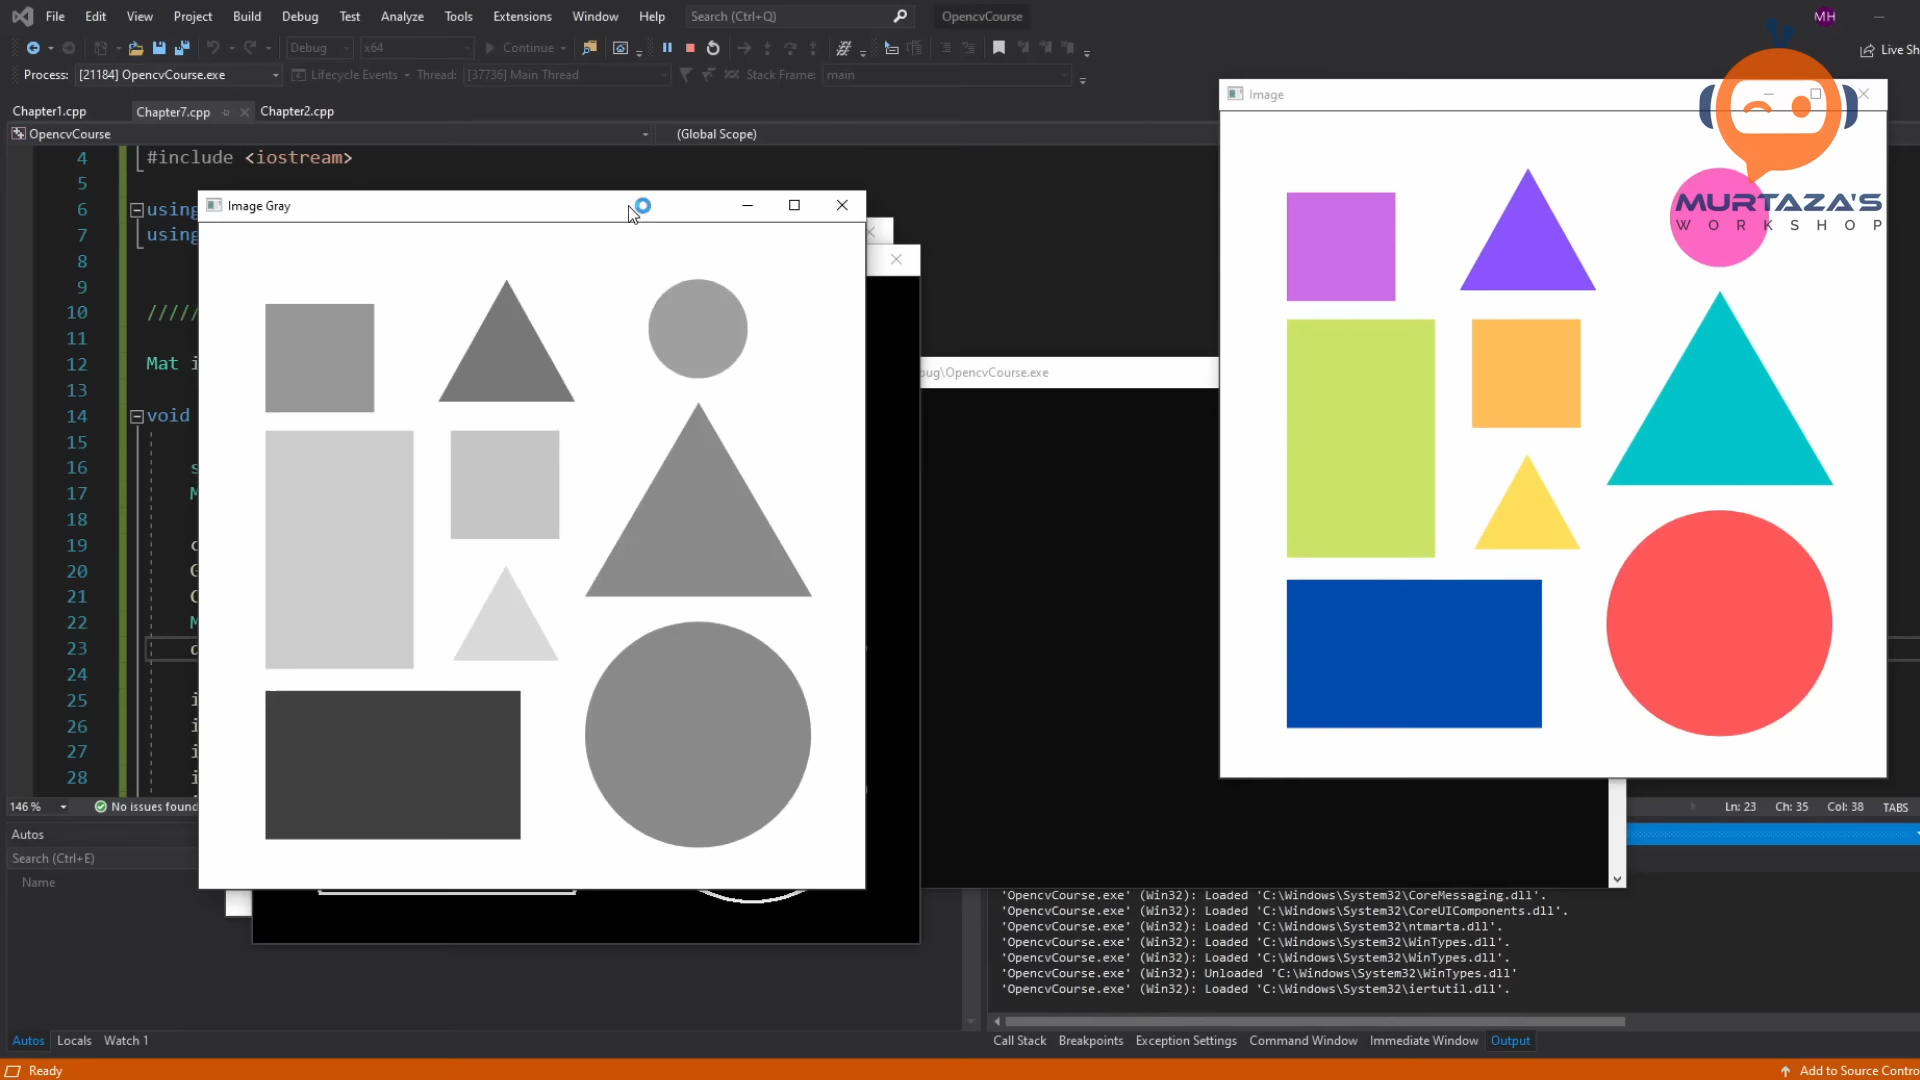 File Edit View Project Build Debug Test Analyze Tools Extensions Window Help Search (Ctrl+Q) OpencvCourse MH
Debug x64 Continue Live Sh
Process: [21184] OpencvCourse.exe Lifecycle Events Thread: [37736] Main Thread Stack Frame: main
Chapter1.cpp Chapter7.cpp Chapter2.cpp
OpencvCourse (Global Scope)
Image
MURTAZA'S
WORKSHOP
4 #include <iostream>
5
6 using
7 using
8
9
10 /////
11
12 Mat i
13
14 void
15
16 s
17 M
18
19 c
20 G
21 C
22 M
23
24
25 i
26 i
27 i
28 i
Image Gray
bug\OpencvCourse.exe
146 % No issues found Ln: 23 Ch: 35 Col: 38 TABS
Autos
Search (Ctrl+E)
Name
'OpencvCourse.exe' (Win32): Loaded 'C:\Windows\System32\CoreMessaging.dll'.
'OpencvCourse.exe' (Win32): Loaded 'C:\Windows\System32\CoreUIComponents.dll'.
'OpencvCourse.exe' (Win32): Loaded 'C:\Windows\System32\ntmarta.dll'.
'OpencvCourse.exe' (Win32): Loaded 'C:\Windows\System32\WinTypes.dll'.
'OpencvCourse.exe' (Win32): Loaded 'C:\Windows\System32\WinTypes.dll'.
'OpencvCourse.exe' (Win32): Unloaded 'C:\Windows\System32\WinTypes.dll'
'OpencvCourse.exe' (Win32): Loaded 'C:\Windows\System32\iertutil.dll'.
Autos Locals Watch 1 Call Stack Breakpoints Exception Settings Command Window Immediate Window Output
Ready Add to Source Contro